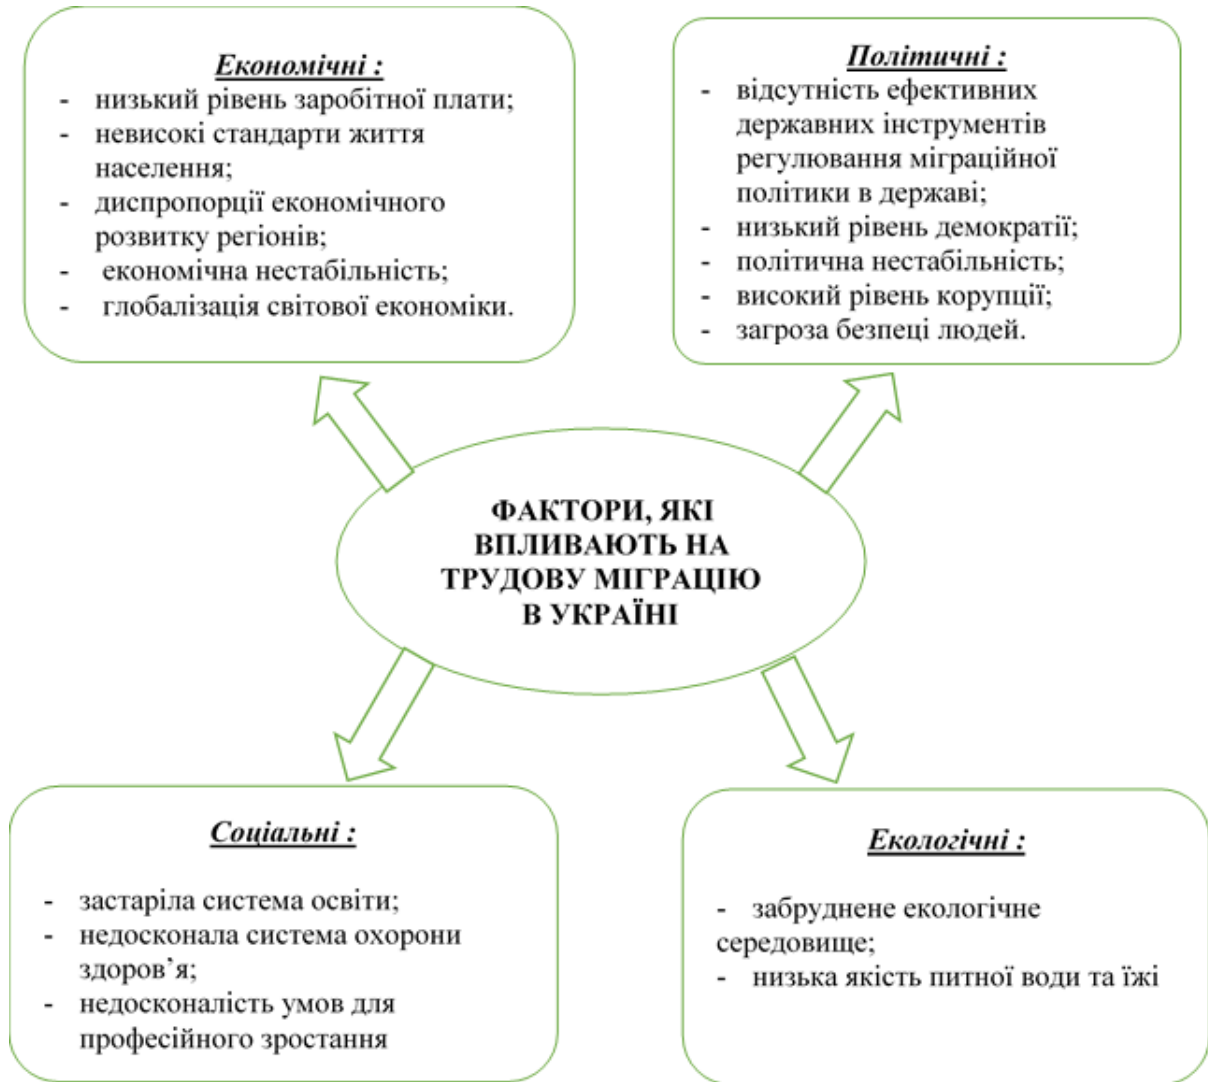 Економічні :
- низький рівень заробітної плати;
- невисокі стандарти життя
населення;
- диспропорції економічного
розвитку регіонів;
- економічна нестабільність;
- глобалізація світової економіки.
Політичні :
- відсутність ефективних
державних інструментів
регулювання міграційної
політики в державі;
- низький рівень демократії;
- політична нестабільність;
- високий рівень корупції;
- загроза безпеці людей.
ФАКТОРИ, ЯКІ
ВПЛИВАЮТЬ НА
ТРУДОВУ МІГРАЦІЮ
В УКРАЇНІ
Соціальні :
- застаріла система освіти;
- недосконала система охорони
здоров’я;
- недосконалість умов для
професійного зростання
Екологічні :
- забруднене екологічне
середовище;
- низька якість питної води та їжі